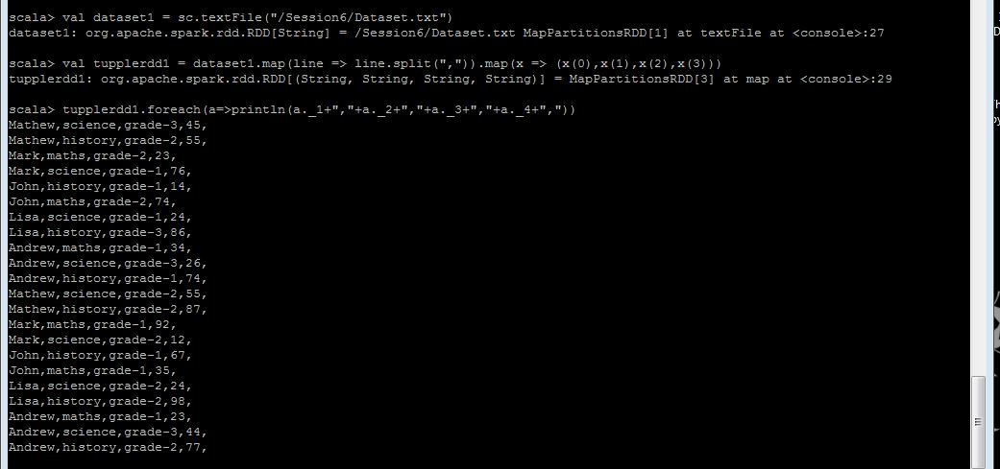 scala> val dataset1 = sc.textFile("/Session6/Dataset.txt")
dataset1: org.apache.spark.rdd.RDD[String] = /Session6/Dataset.txt MapPartitionsRDD[1] at textFile at <console>:27
scala> val tupplerdd1 = dataset1.map(line => line.split(",")).map(x => (x(0),x(1),x(2),x(3)))
tupplerdd1: org.apache.spark.rdd.RDD[(String, String, String, String)] = MapPartitionsRDD[3] at map at <console>:29
scala> tupplerdd1.foreach(a=>println(a._1+","+a._2+","+a._3+","+a._4+","))
Mathew,science,grade-3,45,
Mathew,history,grade-2,55,
Mark,maths,grade-2,23,
Mark,science,grade-1,76,
John,history,grade-1,14,
John,maths,grade-2,74,
Lisa,science,grade-1,24,
Lisa,history,grade-3,86,
Andrew,maths,grade-1,34,
Andrew,science,grade-3,26,
Andrew,history,grade-1,74,
Mathew,science,grade-2,55,
Mathew,history,grade-2,87,
Mark,maths,grade-1,92,
Mark,science,grade-2,12,
John,history,grade-1,67,
John,maths,grade-1,35,
Lisa,science,grade-2,24,
Lisa,history,grade-2,98,
Andrew,maths,grade-1,23,
Andrew,science,grade-3,44,
Andrew,history,grade-2,77,